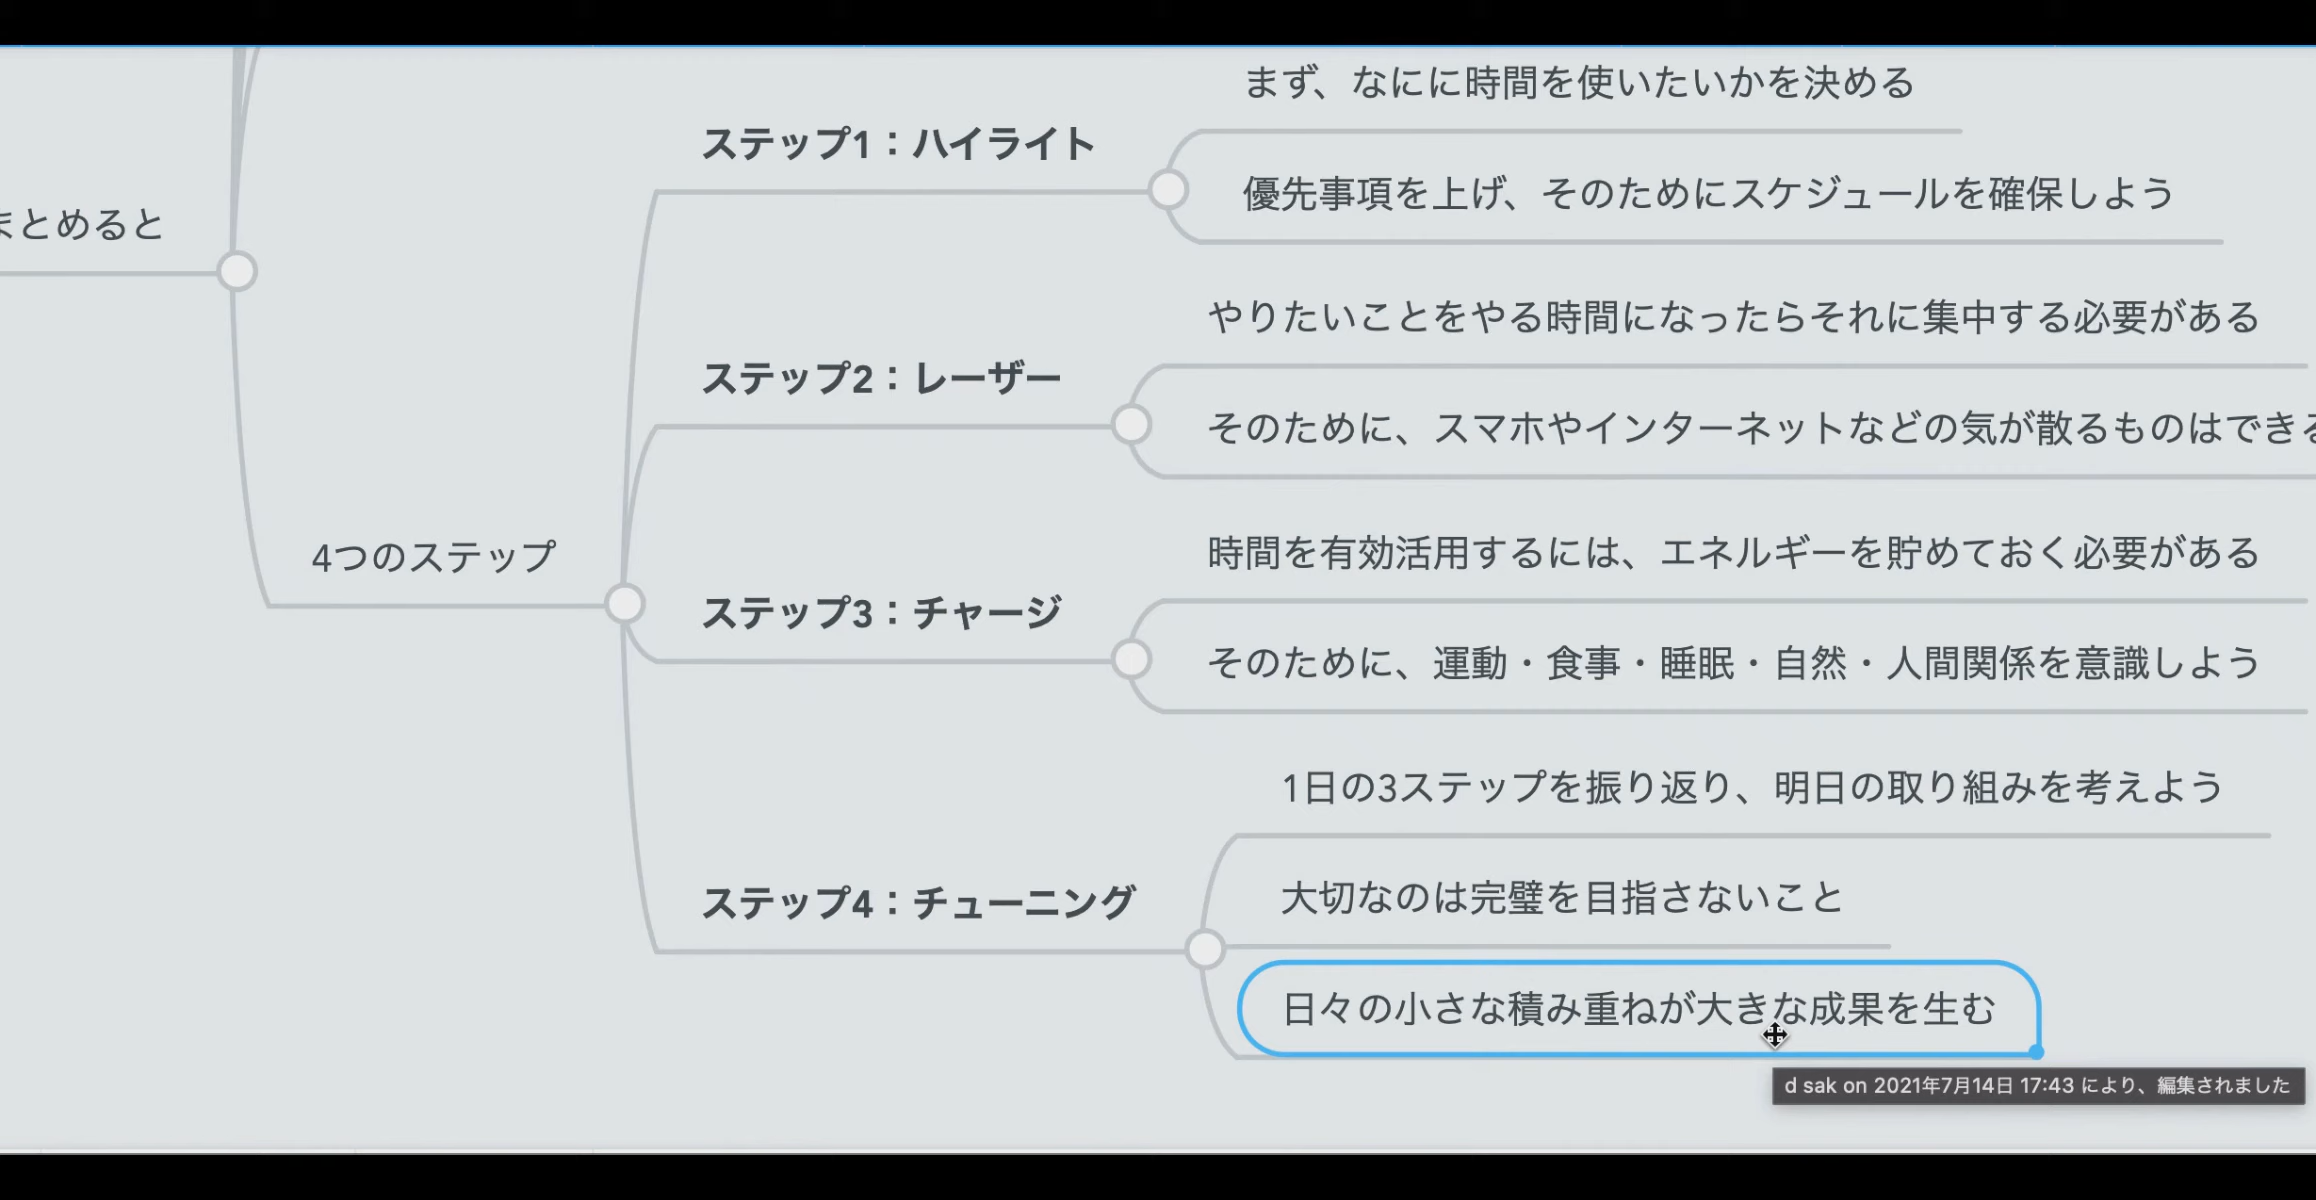 まとめると
4つのステップ
ステップ1：ハイライト
まず、なにに時間を使いたいかを決める
優先事項を上げ、そのためにスケジュールを確保しよう
ステップ2：レーザー
やりたいことをやる時間になったらそれに集中する必要がある
そのために、スマホやインターネットなどの気が散るものはできる
ステップ3：チャージ
時間を有効活用するには、エネルギーを貯めておく必要がある
そのために、運動・食事・睡眠・自然・人間関係を意識しよう
ステップ4：チューニング
1日の3ステップを振り返り、明日の取り組みを考えよう
大切なのは完璧を目指さないこと
日々の小さな積み重ねが大きな成果を生む
d sak on 2021年7月14日 17:43 により、編集されました